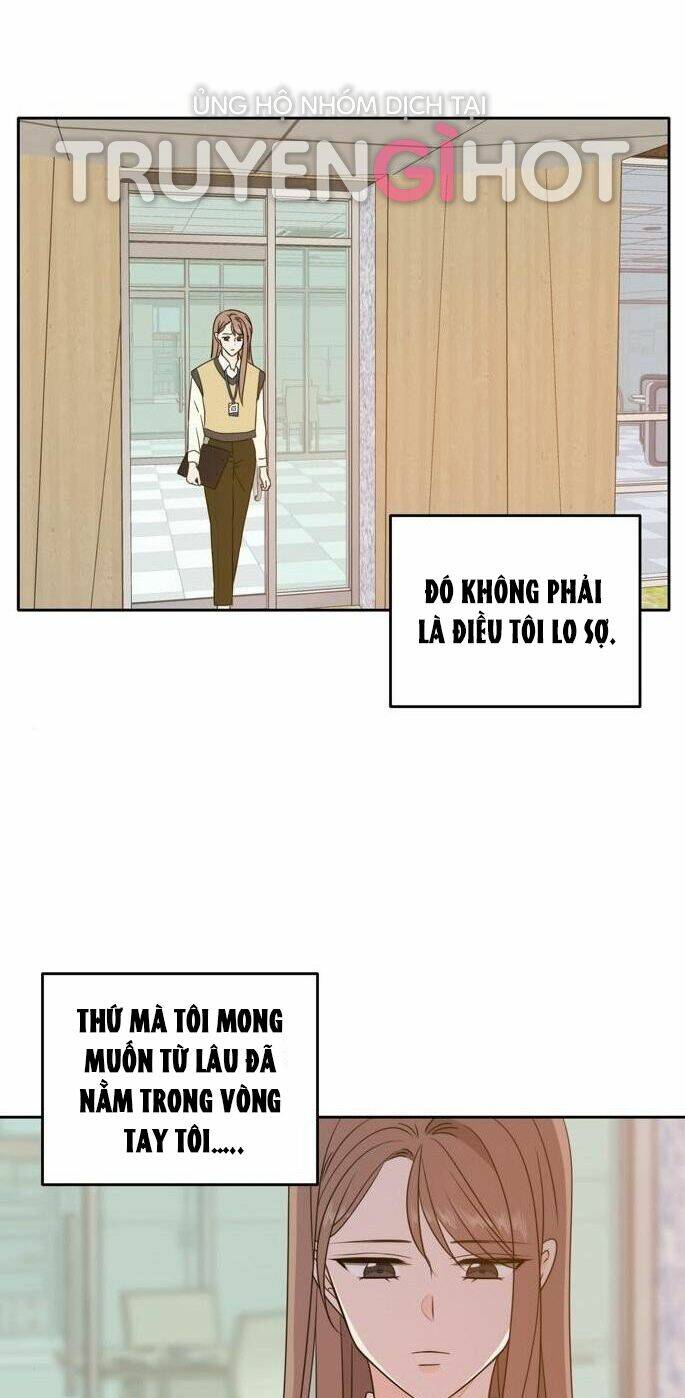 ỦNG HỘ NHÓM DỊCH TẠI
TRUYENGÌHOT
ĐÓ KHÔNG PHẢI
LÀ ĐIỀU TÔI LO SỢ.
THỨ MÀ TÔI MONG
MUỐN TỪ LÂU ĐÃ
NẰM TRONG VÒNG
TAY TÔI.....